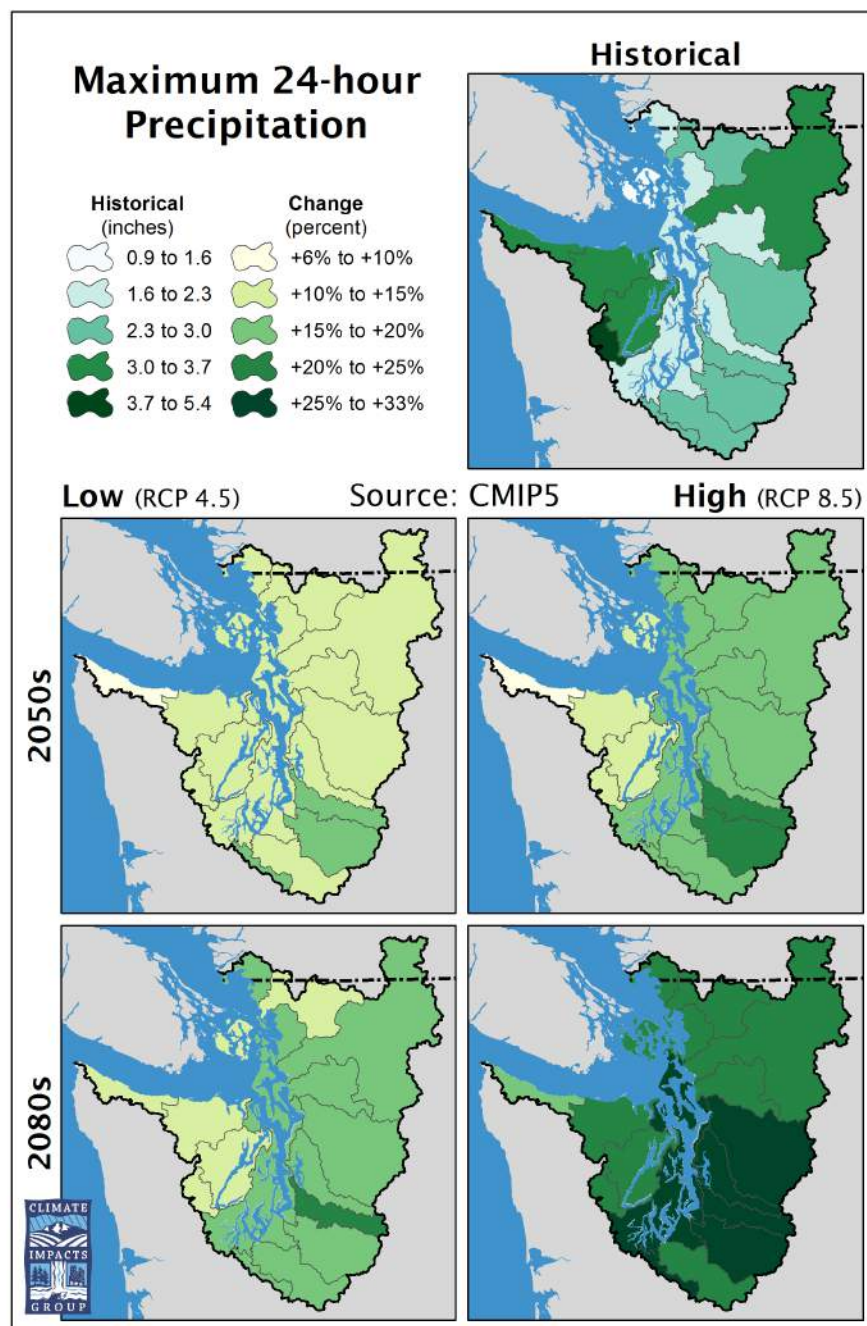 Maximum 24-hour
Precipitation
Historical
Historical
(inches)
Change
(percent)
0.9 to 1.6
+6% to +10%
1.6 to 2.3
+10% to +15%
2.3 to 3.0
+15% to +20%
3.0 to 3.7
+20% to +25%
3.7 to 5.4
+25% to +33%
Low (RCP 4.5)
Source: CMIP5
High (RCP 8.5)
2050s
2080s
CLIMATE
IMPACTS
GROUP